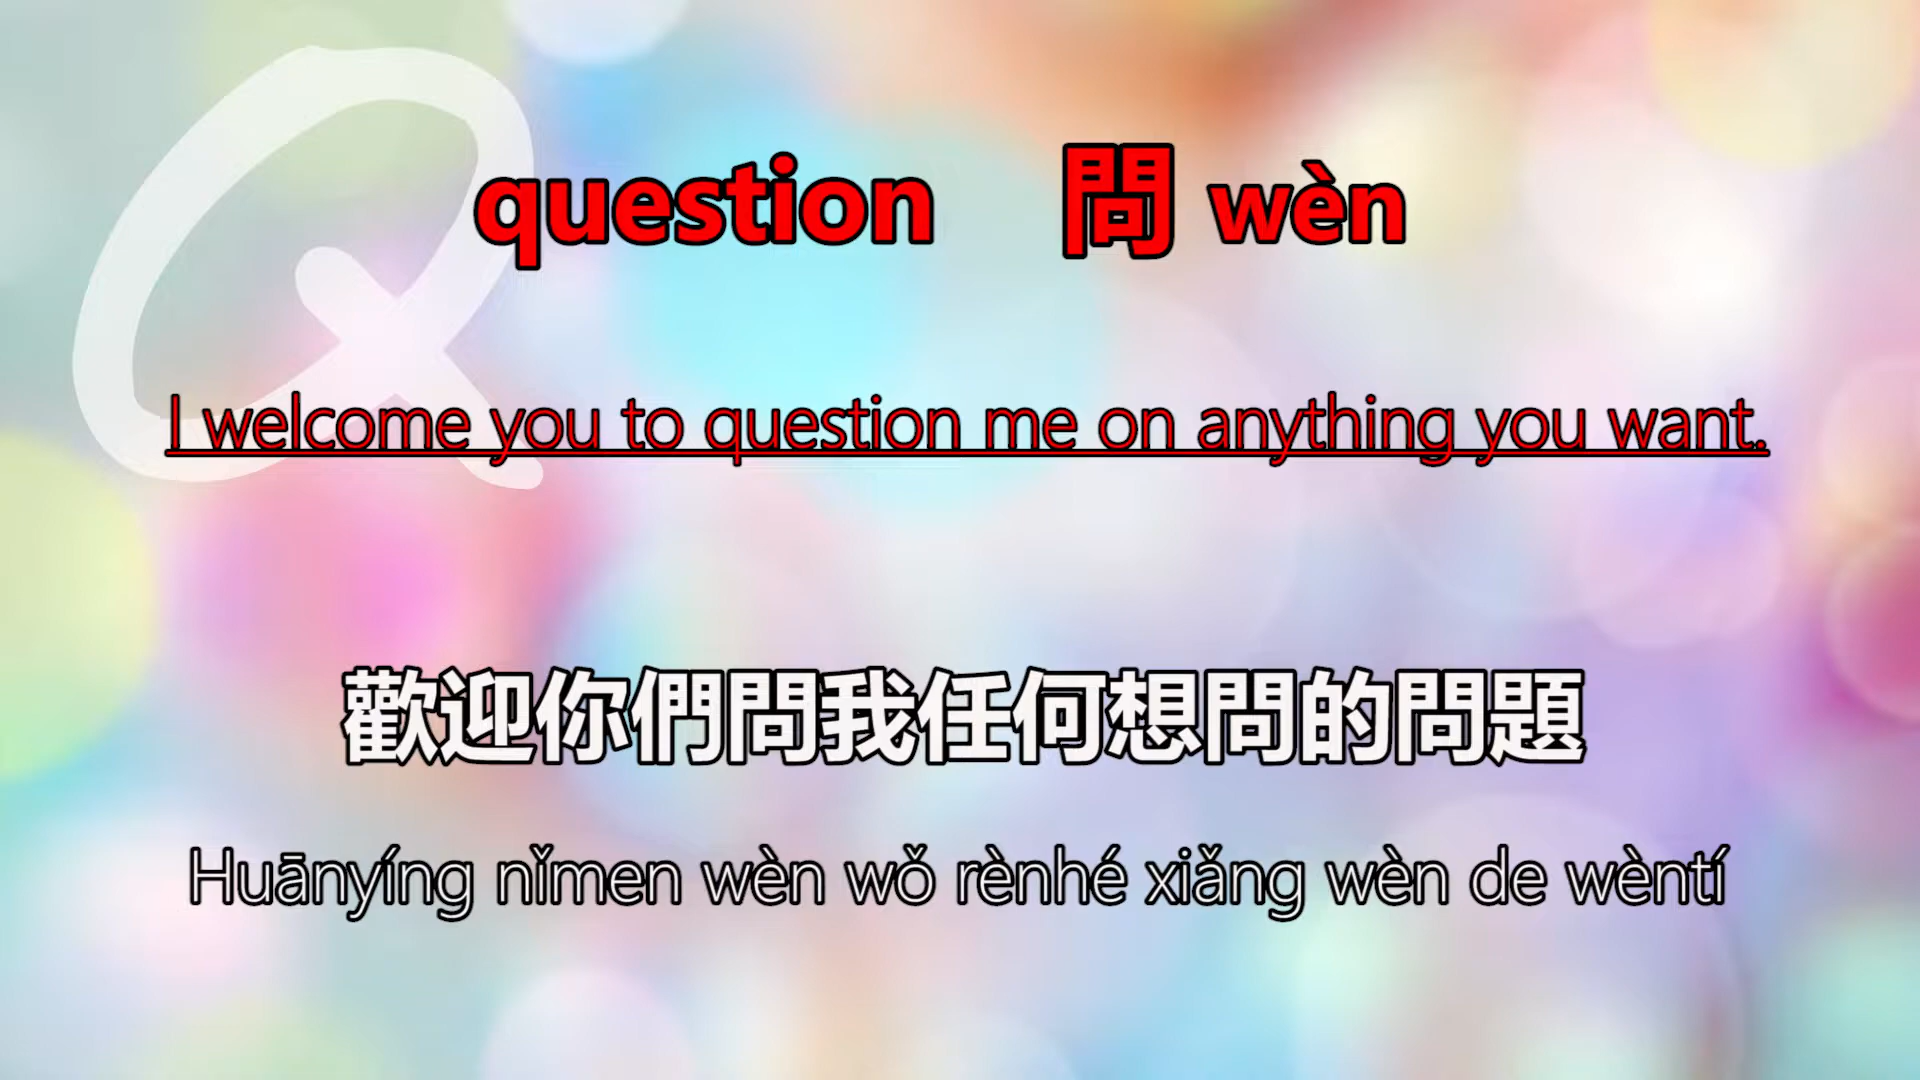 Q
question 問 wèn
I welcome you to question me on anything you want.
歡迎你們問我任何想問的問題
Huānyíng nǐmen wèn wǒ rènhé xiǎng wèn de wèntí